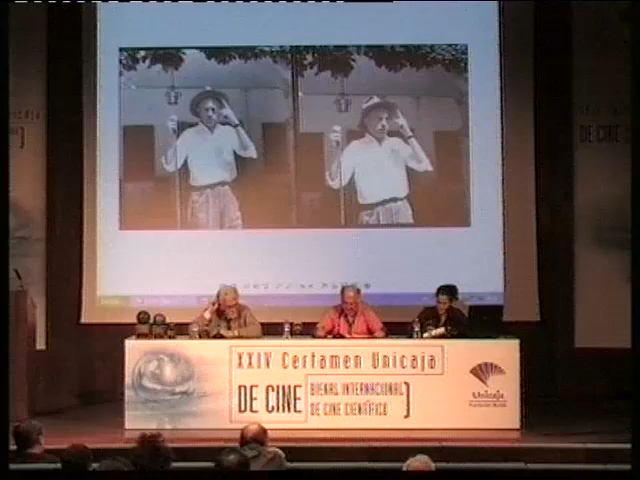 XXIV Certamen Unicaja
DE CINE
BIENAL INTERNACIONAL
DE CINE CIENTÍFICO
Unicaja
DE CINE